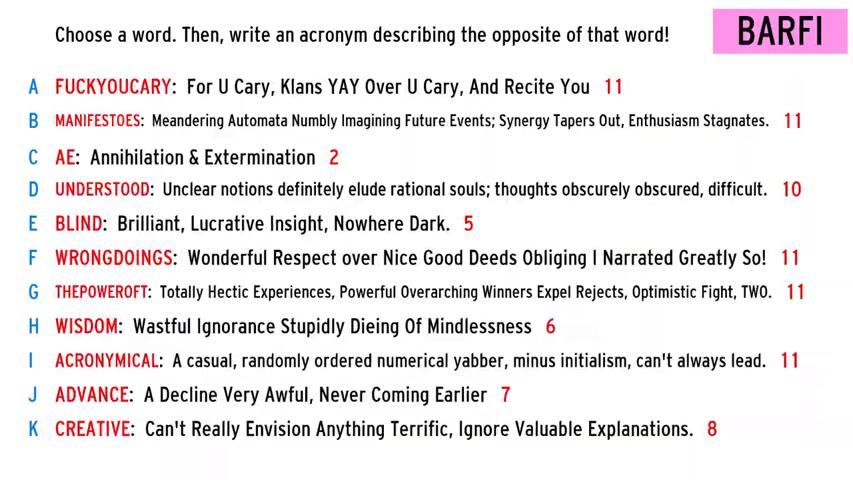 Choose a word. Then, write an acronym describing the opposite of that word!
BARFI
A FUCKYOUCARY: For U Cary, Klans YAY Over U Cary, And Recite You 11
B MANIFESTOES: Meandering Automata Numbly Imagining Future Events; Synergy Tapers Out, Enthusiasm Stagnates. 11
C AE: Annihilation & Extermination 2
D UNDERSTOOD: Unclear notions definitely elude rational souls; thoughts obscurely obscured, difficult. 10
E BLIND: Brilliant, Lucrative Insight, Nowhere Dark. 5
F WRONGDOINGS: Wonderful Respect over Nice Good Deeds Obliging I Narrated Greatly So! 11
G THEPOWEROFT: Totally Hectic Experiences, Powerful Overarching Winners Expel Rejects, Optimistic Fight, TWO. 11
H WISDOM: Wastful Ignorance Stupidly Dieing Of Mindlessness 6
I ACRONYMICAL: A casual, randomly ordered numerical yabber, minus initialism, can't always lead. 11
J ADVANCE: A Decline Very Awful, Never Coming Earlier 7
K CREATIVE: Can't Really Envision Anything Terrific, Ignore Valuable Explanations. 8